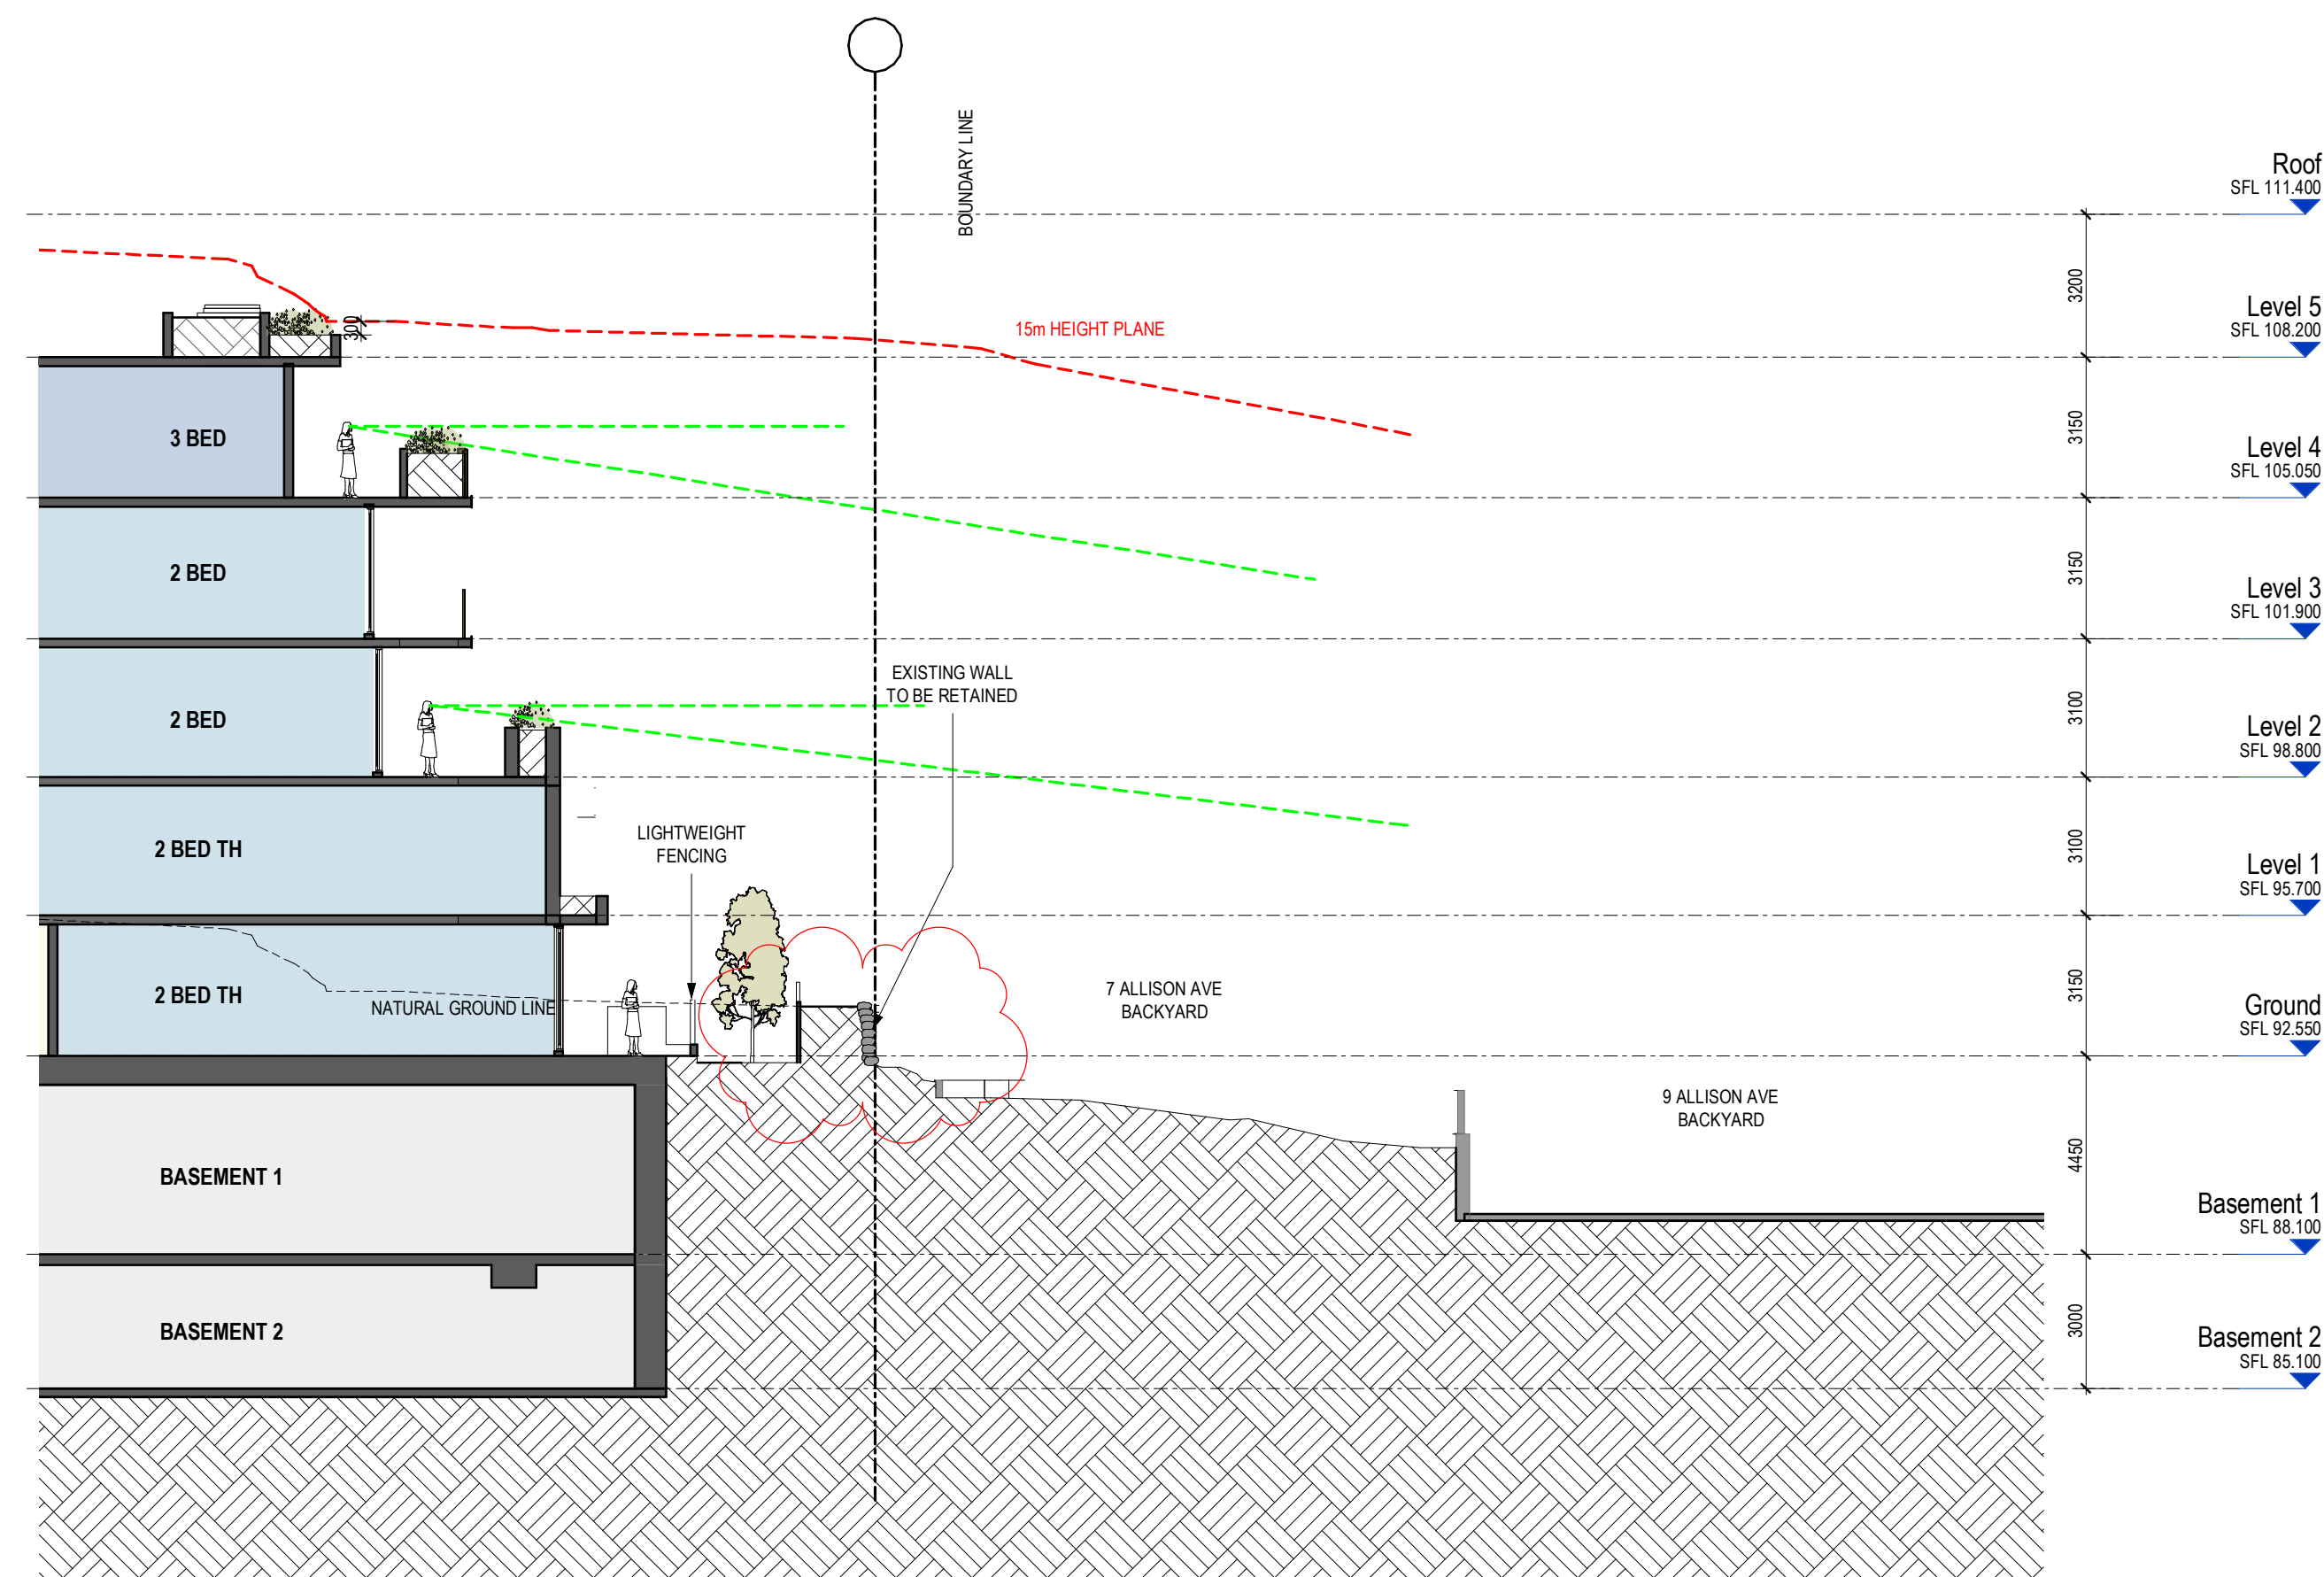 BOUNDARY LINE
Roof
SFL 111.400
3200
Level 5
SFL 108.200
300
15m HEIGHT PLANE
3150
3 BED
Level 4
SFL 105.050
3150
2 BED
Level 3
SFL 101.900
EXISTING WALL
TO BE RETAINED
3100
2 BED
Level 2
SFL 98.800
LIGHTWEIGHT
FENCING
3100
2 BED TH
Level 1
SFL 95.700
3150
2 BED TH
NATURAL GROUND LINE
7 ALLISON AVE
BACKYARD
Ground
SFL 92.550
9 ALLISON AVE
BACKYARD
4450
BASEMENT 1
Basement 1
SFL 88.100
3000
BASEMENT 2
Basement 2
SFL 85.100